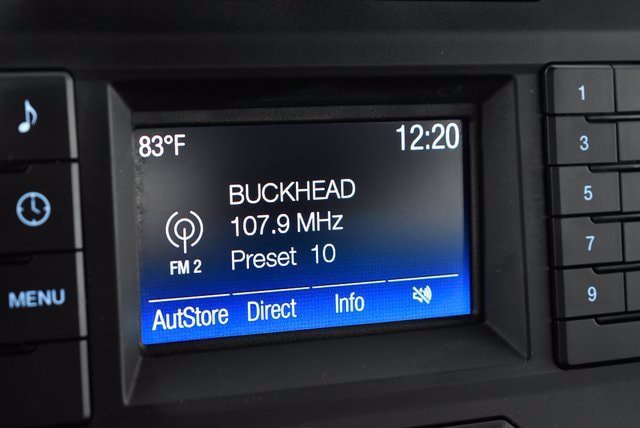 83°F 12:20
BUCKHEAD
107.9 MHz
FM 2 Preset 10
AutStore Direct Info
MENU
1
3
5
7
9